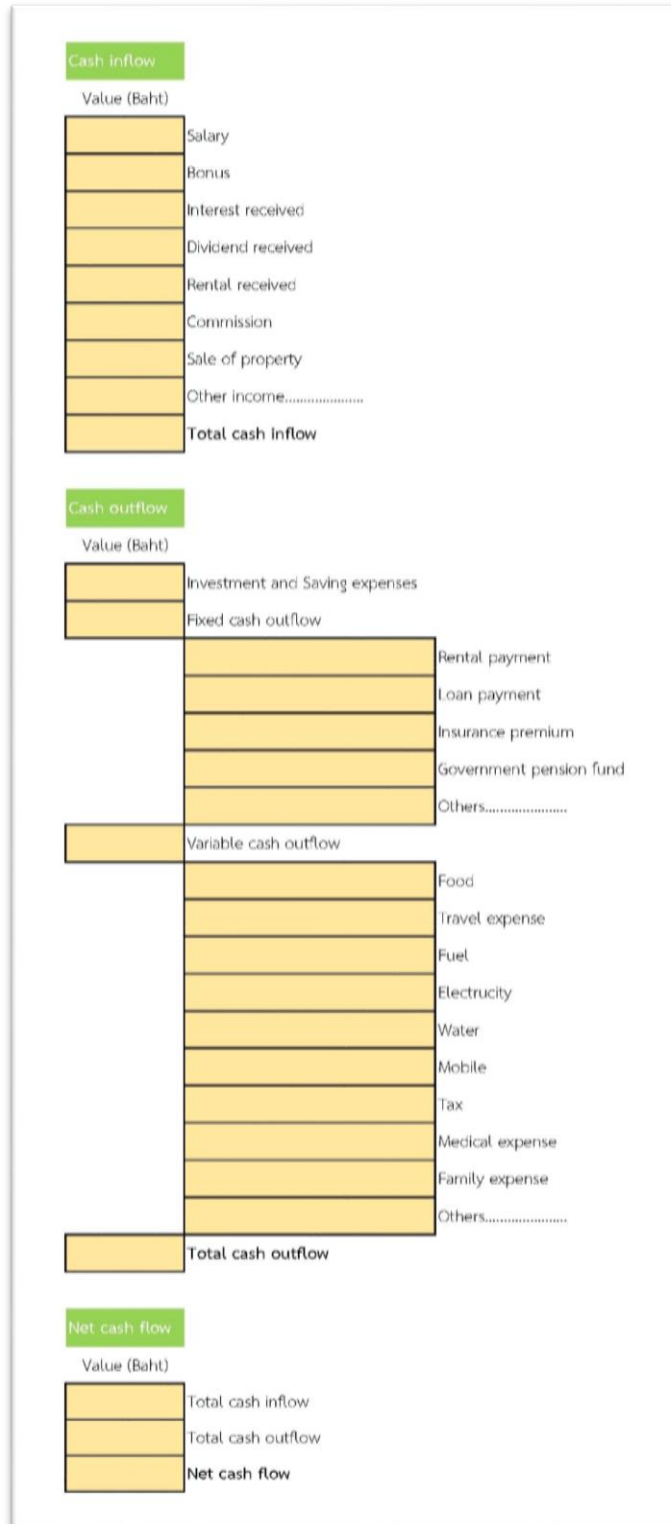 Cash inflow
Value (Baht)
Salary
Bonus
Interest received
Dividend received
Rental received
Commission
Sale of property
Other income.....................
Total cash inflow
Cash outflow
Value (Baht)
Investment and Saving expenses
Fixed cash outflow
Rental payment
Loan payment
Insurance premium
Government pension fund
Others......................
Variable cash outflow
Food
Travel expense
Fuel
Electrucity
Water
Mobile
Tax
Medical expense
Family expense
Others......................
Total cash outflow
Net cash flow
Value (Baht)
Total cash inflow
Total cash outflow
Net cash flow